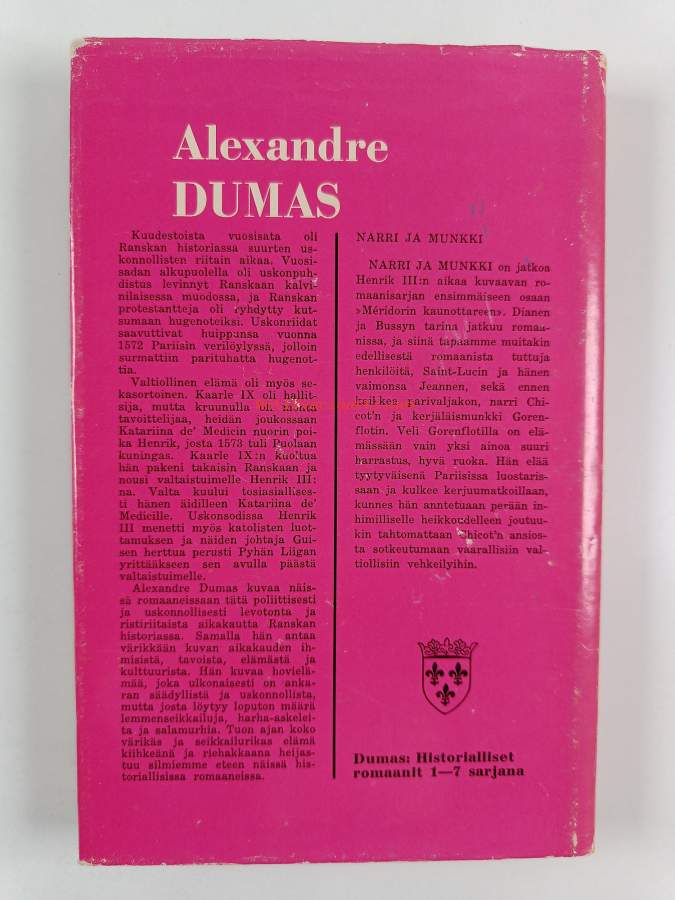 Alexandre
DUMAS
Kuudestoista vuosisata oli
Ranskan historiassa suurten us-
konnollisten riitain aikaa. Vuosi-
sadan alkupuolella oli uskonpuh-
distus levinnyt Ranskaan kalvi-
nilaisessa muodossa, ja Ranskan
protestantteja oli ryhdytty kut-
sumaan hugenoteiksi. Uskonriidat
saavuttivat huippunsa vuonna
1572 Pariisin verilöylyssä, jolloin
surmattiin parituhatta hugenot-
tia.
Valtiollinen elämä oli myös se-
kasortoinen. Kaarle IX oli hallit-
sija, mutta kruunulla oli monta
tavoittelijaa, heidän joukossaan
Katariina de' Medicin nuorin poi-
ka Henrik, josta 1573 tuli Puolaan
kuningas. Kaarle IX:n kuoltua
hän pakeni takaisin Ranskaan ja
nousi valtaistuimelle Henrik III:
na. Valta kuului tosiasiallises-
ti hänen äidilleen Katariina de'
Medicille. Uskonsodissa Henrik
III menetti myös katolisten luot-
tamuksen ja näiden johtaja Gui-
sen herttua perusti Pyhän Liigan
yrittääkseen sen avulla päästä
valtaistuimelle.
Alexandre Dumas kuvaa näis-
sä romaaneissaan tätä poliittisesti
ja uskonnollisesti levotonta ja
ristiriitaista aikakautta Ranskan
historiassa. Samalla hän antaa
värikkään kuvan aikakauden ih-
misistä, tavoista, elämästä ja
kulttuurista. Hän kuvaa hovielä-
mää, joka ulkonaisesti on anka-
ran säädyllistä ja uskonnollista,
mutta josta löytyy loputon määrä
lemmenseikkailuja, harha-askelei-
ta ja salamurhia. Tuon ajan koko
värikäs ja seikkailurikas elämä
kiihkeänä ja riehakkaana heijas-
tuu silmiemme eteen näissä his-
toriallisissa romaaneissa.
NARRI JA MUNKKI
NARRI JA MUNKKI on jatkoa
Henrik III:n aikaa kuvaavan ro-
maanisarjan ensimmäiseen osaan
»Méridorin kaunottareen». Dianen
ja Bussyn tarina jatkuu romaa-
nissa, ja siinä tapaamme muitakin
edellisestä romaanista tuttuja
henkilöitä, Saint-Lucin ja hänen
vaimonsa Jeannen, sekä ennen
kaikkea parivaljakon, narri Chi-
cot'n ja kerjäläismunkki Goren-
flotin. Veli Gorenflotilla on elä-
mässään vain yksi ainoa suuri
harrastus, hyvä ruoka. Hän elää
tyytyväisenä Pariisissa luostaris-
saan ja kulkee kerjuumatkoillaan,
kunnes hän anntetuaan perään in-
himilliselle heikkoudelleen joutuu-
kin tahtomattaan Chicot'n ansios-
ta sotkeutumaan vaarallisiin val-
tiollisiin vehkeilyihin.
Dumas: Historialliset
romaanit 1—7 sarjana